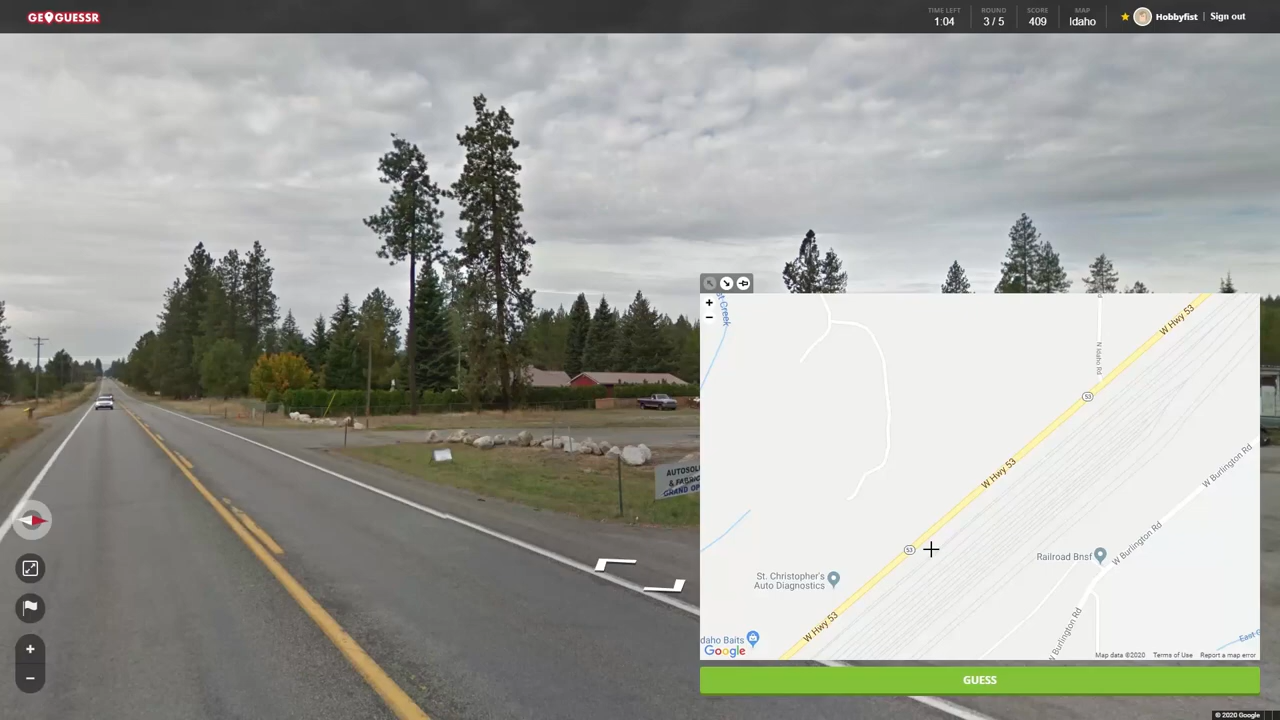 GEOGUESSR
TIME LEFT
1:04
ROUND
3 / 5
SCORE
409
MAP
Idaho
Hobbyfist
Sign out
AUTOSOL
& FABRI
GRAND OP
+
−
W Hwy 53
N Idaho Rd
53
W Hwy 53
W Burlington Rd
W Burlington Rd
53
Railroad Bnsf
St. Christopher's
Auto Diagnostics
W Hwy 53
W Burlington Rd
daho Baits
Google
Map data ©2020
Terms of Use
Report a map error
+
−
GUESS
© 2020 Google